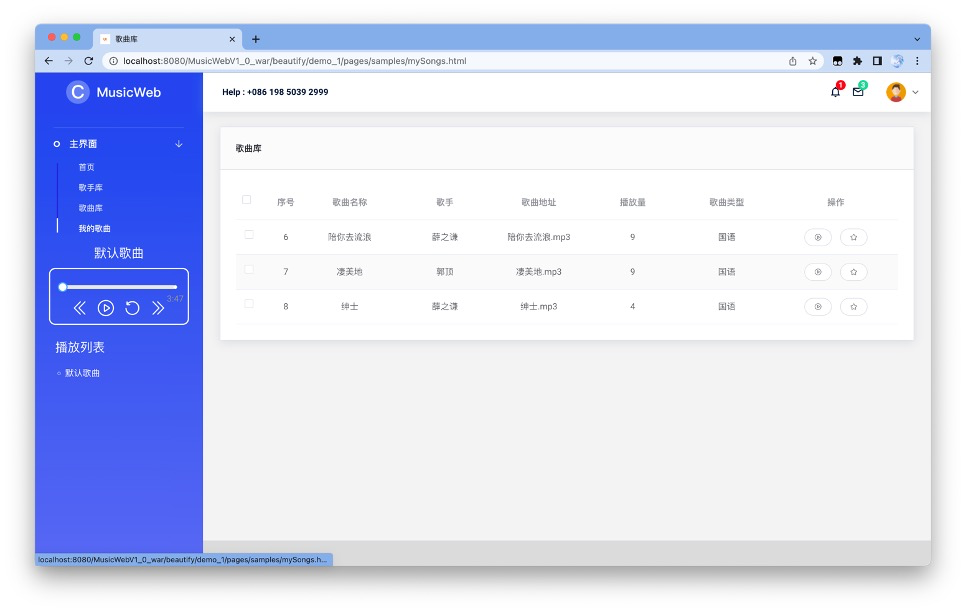 歌曲库
localhost:8080/MusicWebV1_0_war/beautify/demo_1/pages/samples/mySongs.html
C MusicWeb
Help : +086 198 5039 2999
1
3
主界面
首页
歌手库
歌曲库
我的歌曲
默认歌曲
3:47
播放列表
默认歌曲
歌曲库
序号 歌曲名称 歌手 歌曲地址 播放量 歌曲类型 操作
6 陪你去流浪 薛之谦 陪你去流浪.mp3 9 国语
7 凄美地 郭顶 凄美地.mp3 9 国语
8 绅士 薛之谦 绅士.mp3 4 国语
localhost:8080/MusicWebV1_0_war/beautify/demo_1/pages/samples/mySongs.h...